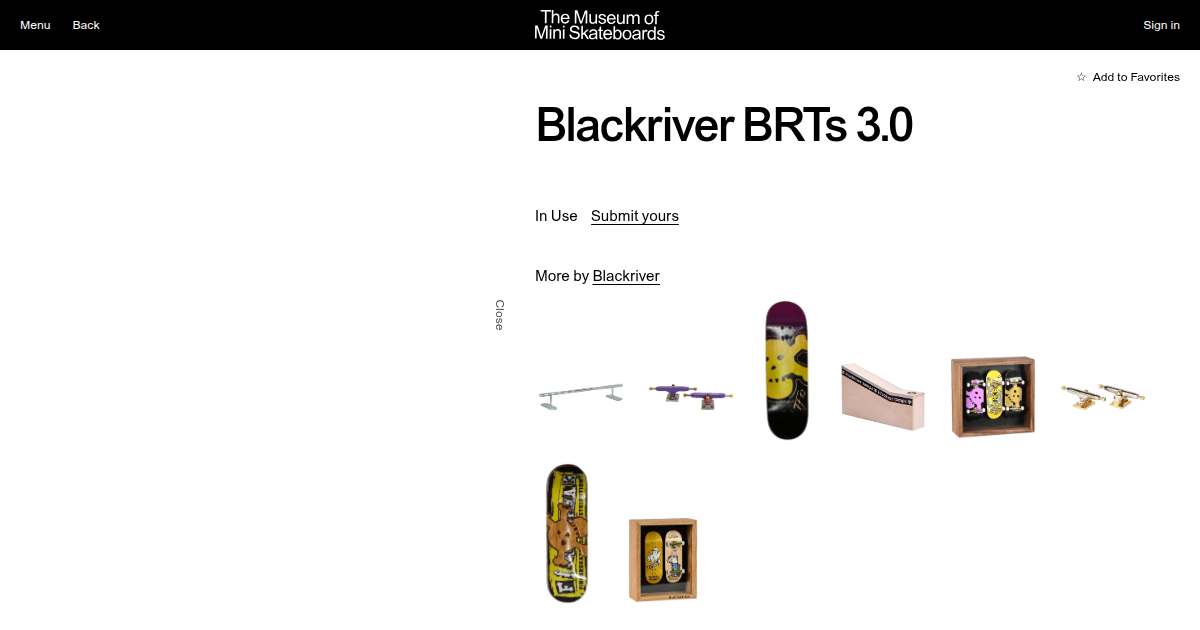 Menu
Back
The Museum of
Mini Skateboards
Sign in
☆ Add to Favorites
Blackriver BRTs 3.0
In Use
Submit yours
More by Blackriver
Close